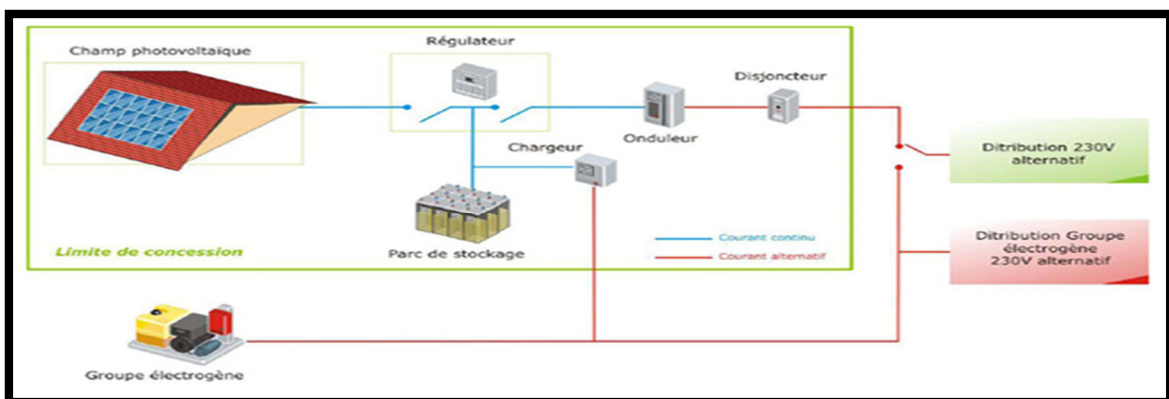 Champ photovoltaïque
Régulateur
Disjoncteur
Onduleur
Chargeur
Ditribution 230V
alternatif
Parc de stockage
Limite de concession
Courant continu
Courant alternatif
Ditribution Groupe
électrogène
230V alternatif
Groupe électrogène